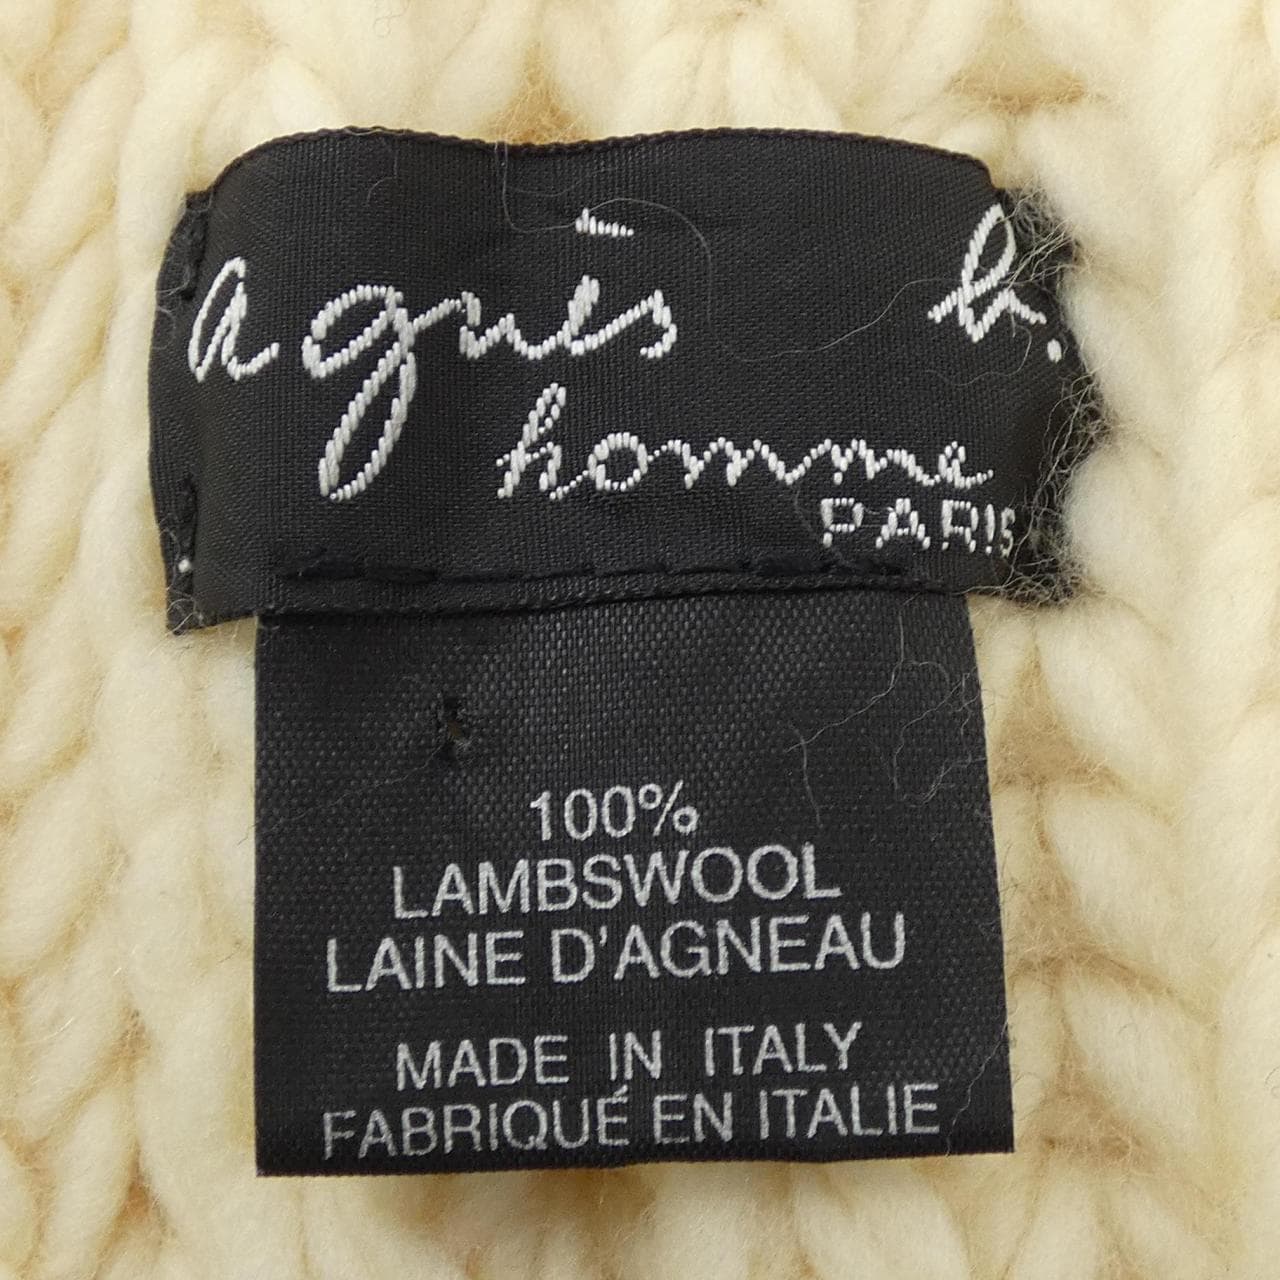 agnès b.
homme
PARIS
100%
LAMBSWOOL
LAINE D'AGNEAU
MADE IN ITALY
FABRIQUÉ EN ITALIE